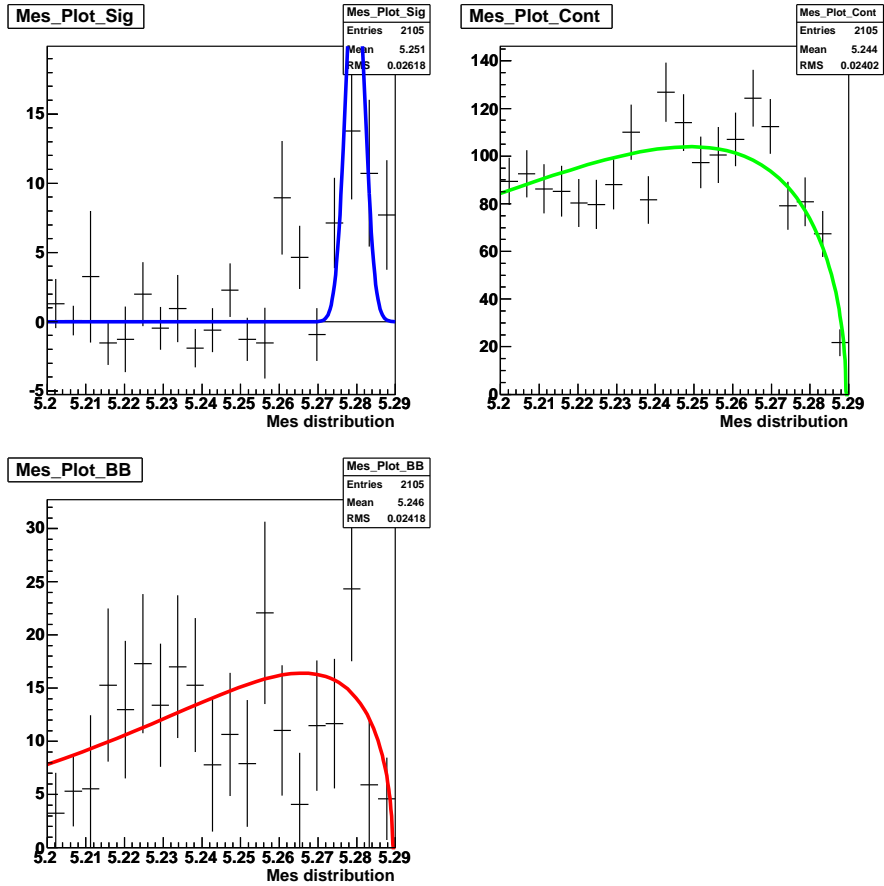 Mes_Plot_Sig
Mes_Plot_Sig
Entries 2105
Mean 5.251
RMS 0.02618
15
10
5
0
-5
5.2 5.21 5.22 5.23 5.24 5.25 5.26 5.27 5.28 5.29
Mes distribution
Mes_Plot_Cont
Mes_Plot_Cont
Entries 2105
Mean 5.244
RMS 0.02402
140
120
100
80
60
40
20
0
5.2 5.21 5.22 5.23 5.24 5.25 5.26 5.27 5.28 5.29
Mes distribution
Mes_Plot_BB
Mes_Plot_BB
Entries 2105
Mean 5.246
RMS 0.02418
30
25
20
15
10
5
0
5.2 5.21 5.22 5.23 5.24 5.25 5.26 5.27 5.28 5.29
Mes distribution